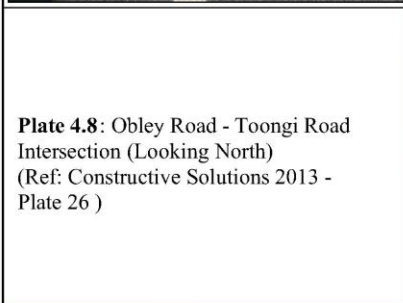 Plate 4.8: Obley Road - Toongi Road
Intersection (Looking North)
(Ref: Constructive Solutions 2013 -
Plate 26 )